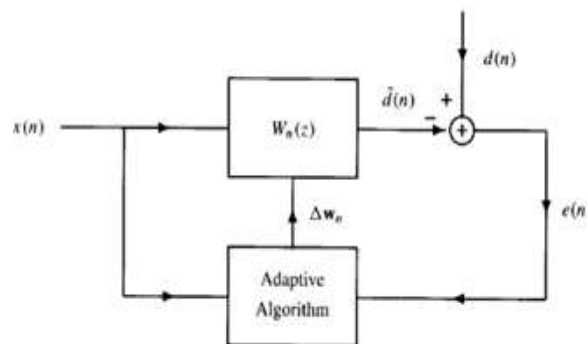 d(n)
d̂(n)
+
−
x(n)
Wₙ(z)
+
Δwₙ
e(n
Adaptive
Algorithm